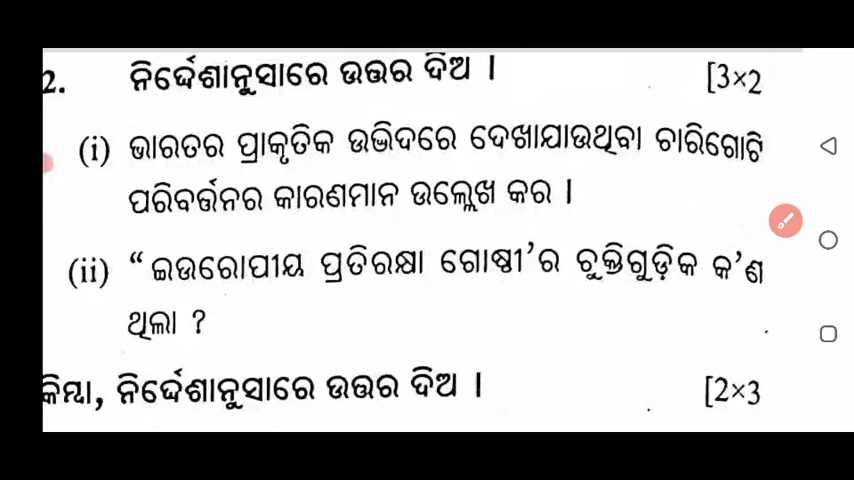 2. ନିର୍ଦ୍ଦେଶାନୁସାରେ ଉତ୍ତର ଦିଅ । [3×2
(i) ଭାରତର ପ୍ରାକୃତିକ ଉଦ୍ଭିଦରେ ଦେଖାଯାଉଥିବା ଚାରିଗୋଟି
ପରିବର୍ତ୍ତନର କାରଣମାନ ଉଲ୍ଲେଖ କର ।
(ii) “ଇଉରୋପୀୟ ପ୍ରତିରକ୍ଷା ଗୋଷ୍ଠୀ’ର ଚୁକ୍ତିଗୁଡ଼ିକ କ’ଣ
ଥିଲା ?
କିମ୍ବା, ନିର୍ଦ୍ଦେଶାନୁସାରେ ଉତ୍ତର ଦିଅ । [2×3